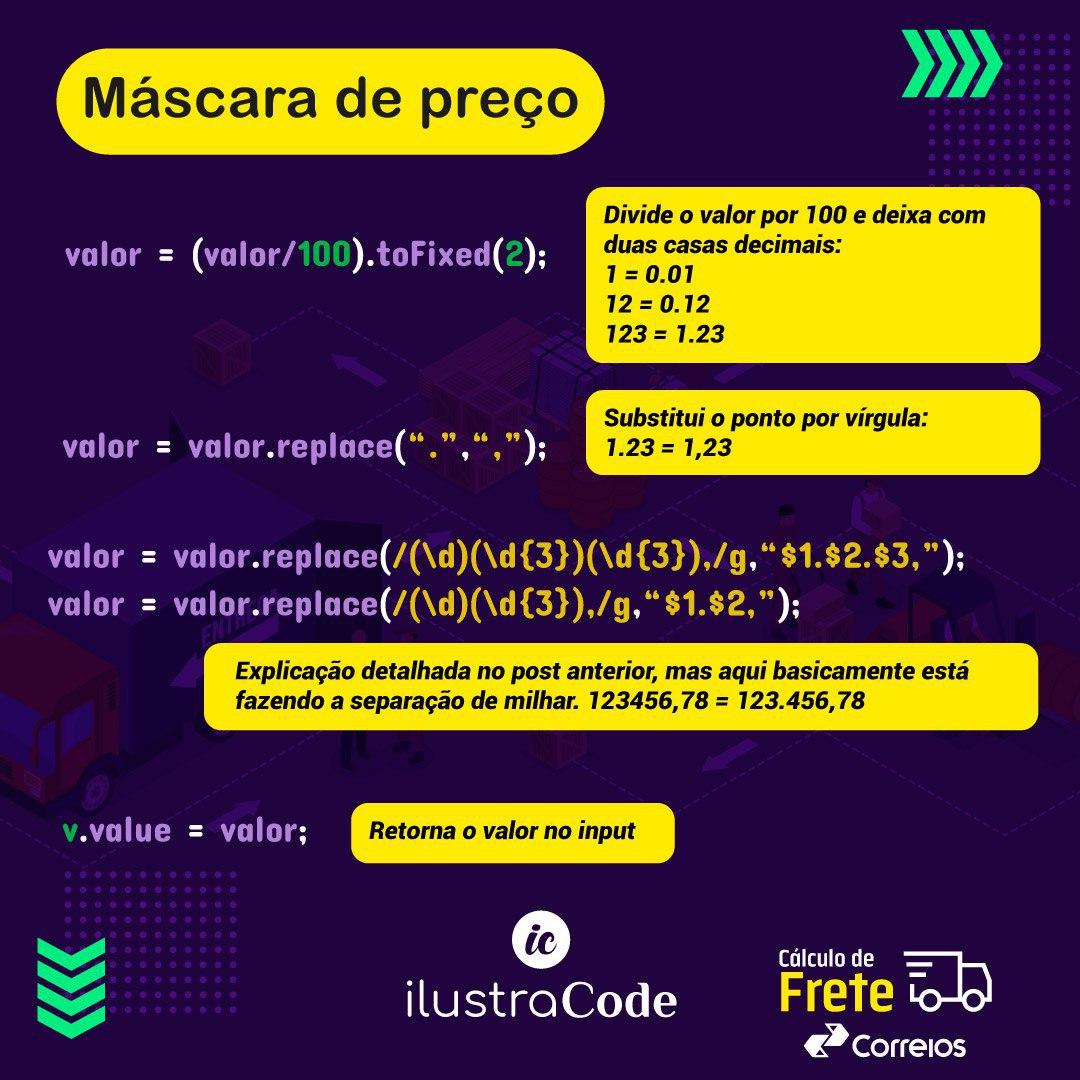 Máscara de preço
valor = (valor/100).toFixed(2);
Divide o valor por 100 e deixa com
duas casas decimais:
1 = 0.01
12 = 0.12
123 = 1.23
valor = valor.replace(“.”,“,”);
Substitui o ponto por vírgula:
1.23 = 1,23
valor = valor.replace(/(\d)(\d{3})(\d{3}),/g,“$1.$2.$3,”);
valor = valor.replace(/(\d)(\d{3}),/g,“$1.$2,”);
ENTRE
Explicação detalhada no post anterior, mas aqui basicamente está
fazendo a separação de milhar. 123456,78 = 123.456,78
v.value = valor;
Retorna o valor no input
ic
ilustraCode
Cálculo de
Frete
Correios